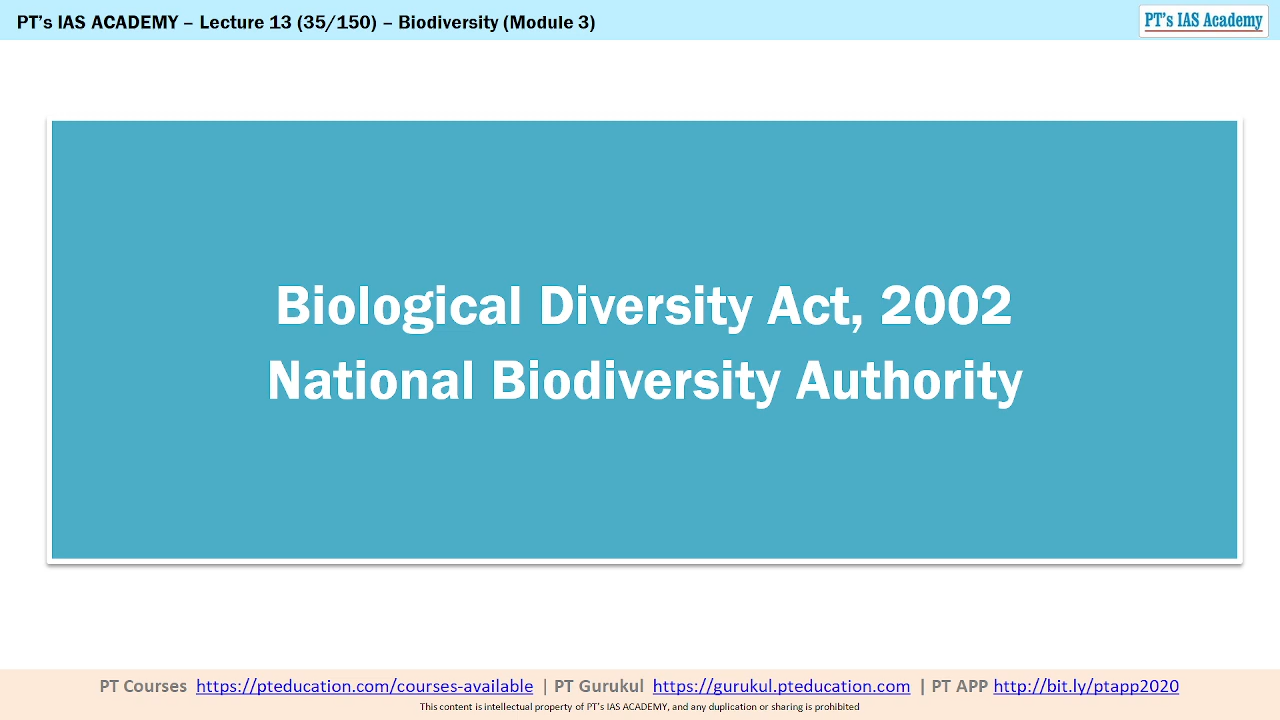 PT's IAS ACADEMY – Lecture 13 (35/150) – Biodiversity (Module 3)
PT's IAS Academy
Biological Diversity Act, 2002
National Biodiversity Authority
PT Courses https://pteducation.com/courses-available | PT Gurukul https://gurukul.pteducation.com | PT APP http://bit.ly/ptapp2020
This content is intellectual property of PT's IAS ACADEMY, and any duplication or sharing is prohibited